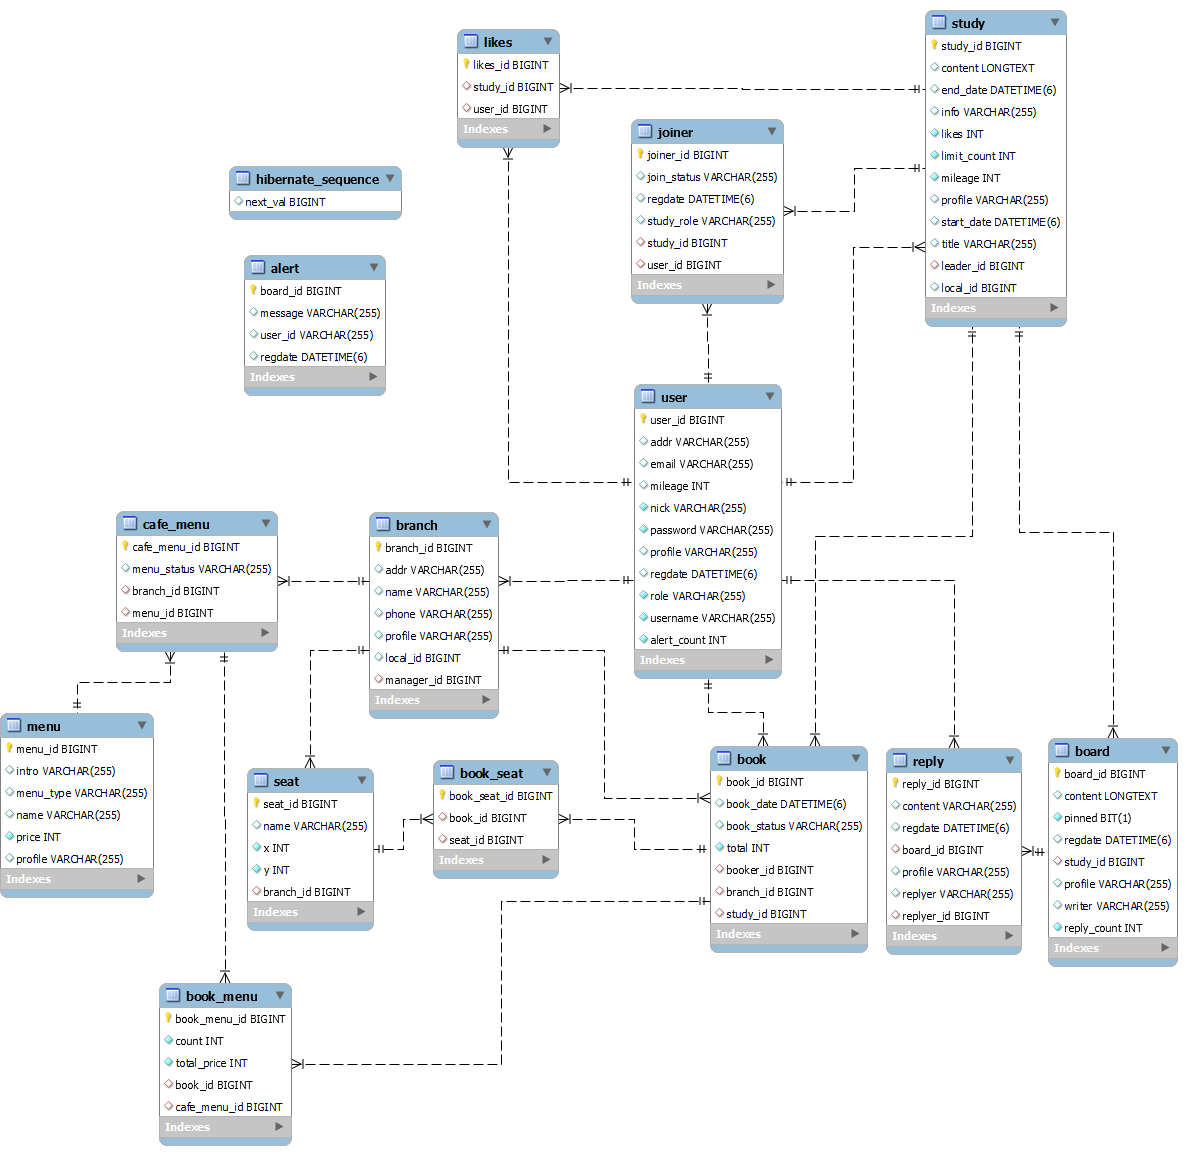 likes
likes_id BIGINT
study_id BIGINT
user_id BIGINT
Indexes
study
study_id BIGINT
content LONGTEXT
end_date DATETIME(6)
info VARCHAR(255)
likes INT
limit_count INT
mileage INT
profile VARCHAR(255)
start_date DATETIME(6)
title VARCHAR(255)
leader_id BIGINT
local_id BIGINT
Indexes
joiner
joiner_id BIGINT
join_status VARCHAR(255)
regdate DATETIME(6)
study_role VARCHAR(255)
study_id BIGINT
user_id BIGINT
Indexes
hibernate_sequence
next_val BIGINT
alert
board_id BIGINT
message VARCHAR(255)
user_id VARCHAR(255)
regdate DATETIME(6)
Indexes
user
user_id BIGINT
addr VARCHAR(255)
email VARCHAR(255)
mileage INT
nick VARCHAR(255)
password VARCHAR(255)
profile VARCHAR(255)
regdate DATETIME(6)
role VARCHAR(255)
username VARCHAR(255)
alert_count INT
Indexes
cafe_menu
cafe_menu_id BIGINT
menu_status VARCHAR(255)
branch_id BIGINT
menu_id BIGINT
Indexes
branch
branch_id BIGINT
addr VARCHAR(255)
name VARCHAR(255)
phone VARCHAR(255)
profile VARCHAR(255)
local_id BIGINT
manager_id BIGINT
Indexes
menu
menu_id BIGINT
intro VARCHAR(255)
menu_type VARCHAR(255)
name VARCHAR(255)
price INT
profile VARCHAR(255)
Indexes
seat
seat_id BIGINT
name VARCHAR(255)
x INT
y INT
branch_id BIGINT
Indexes
book_seat
book_seat_id BIGINT
book_id BIGINT
seat_id BIGINT
Indexes
book
book_id BIGINT
book_date DATETIME(6)
book_status VARCHAR(255)
total INT
booker_id BIGINT
branch_id BIGINT
study_id BIGINT
Indexes
reply
reply_id BIGINT
content VARCHAR(255)
regdate DATETIME(6)
board_id BIGINT
profile VARCHAR(255)
replyer VARCHAR(255)
replyer_id BIGINT
Indexes
board
board_id BIGINT
content LONGTEXT
pinned BIT(1)
regdate DATETIME(6)
study_id BIGINT
profile VARCHAR(255)
writer VARCHAR(255)
reply_count INT
Indexes
book_menu
book_menu_id BIGINT
count INT
total_price INT
book_id BIGINT
cafe_menu_id BIGINT
Indexes